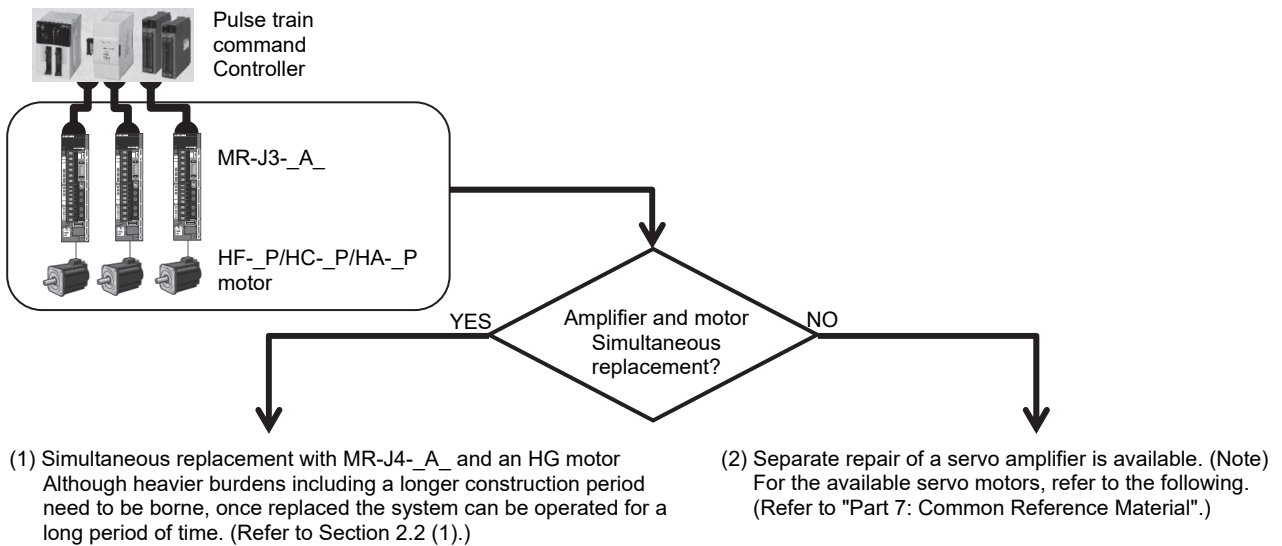 Pulse train
command
Controller
MR-J3-_A_
HF-_P/HC-_P/HA-_P
motor
YES
Amplifier and motor
Simultaneous
replacement?
NO
(1) Simultaneous replacement with MR-J4-_A_ and an HG motor
Although heavier burdens including a longer construction period
need to be borne, once replaced the system can be operated for a
long period of time. (Refer to Section 2.2 (1).)
(2) Separate repair of a servo amplifier is available. (Note)
For the available servo motors, refer to the following.
(Refer to "Part 7: Common Reference Material".)